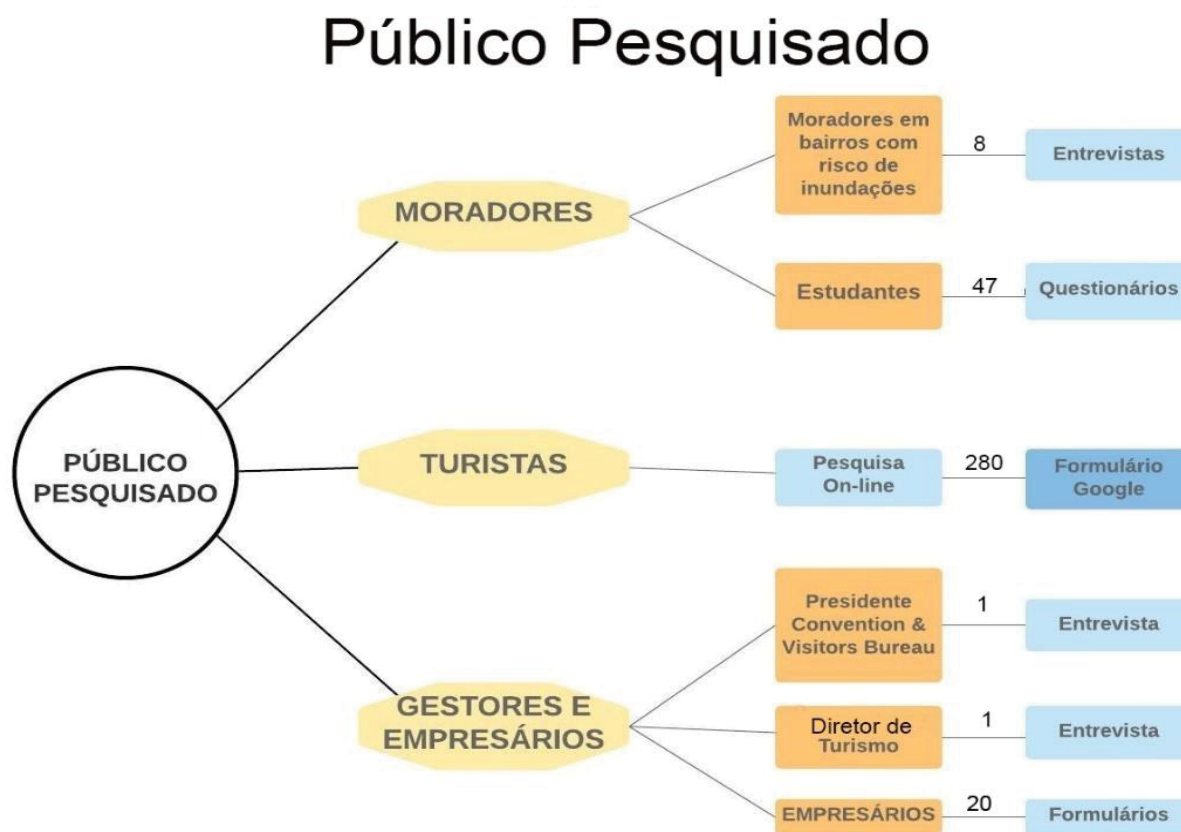 Público Pesquisado
PÚBLICO
PESQUISADO
MORADORES
Moradores em
bairros com
risco de
inundações
8
Entrevistas
Estudantes
47
Questionários
TURISTAS
Pesquisa
On-line
280
Formulário
Google
GESTORES E
EMPRESÁRIOS
Presidente
Convention &
Visitors Bureau
1
Entrevista
Diretor de
Turismo
1
Entrevista
EMPRESÁRIOS
20
Formulários